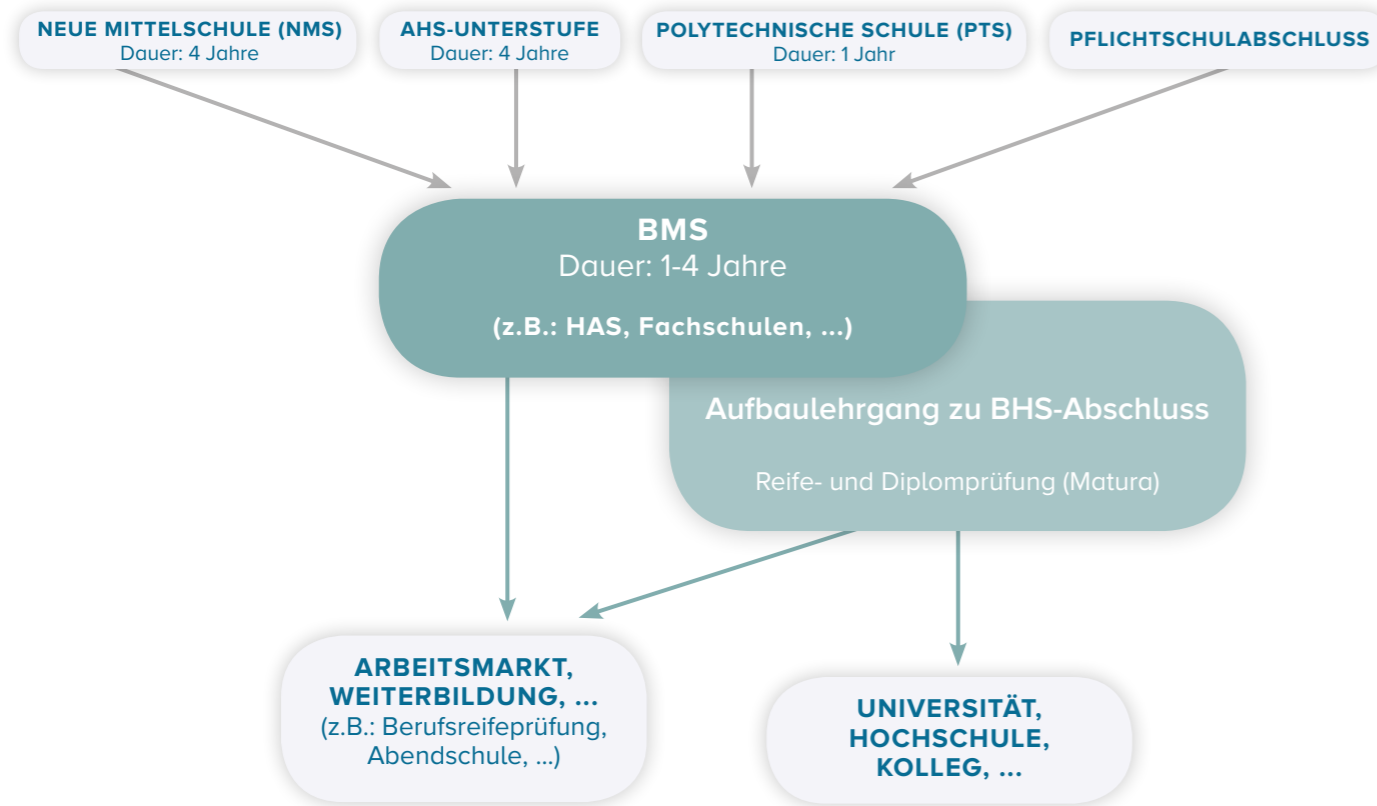 NEUE MITTELSCHULE (NMS)
Dauer: 4 Jahre
AHS-UNTERSTUFE
Dauer: 4 Jahre
POLYTECHNISCHE SCHULE (PTS)
Dauer: 1 Jahr
PFLICHTSCHULABSCHLUSS
BMS
Dauer: 1-4 Jahre
(z.B.: HAS, Fachschulen, ...)
Aufbaulehrgang zu BHS-Abschluss
Reife- und Diplomprüfung (Matura)
ARBEITSMARKT,
WEITERBILDUNG, ...
(z.B.: Berufsreifeprüfung,
Abendschule, ...)
UNIVERSITÄT,
HOCHSCHULE,
KOLLEG, ...